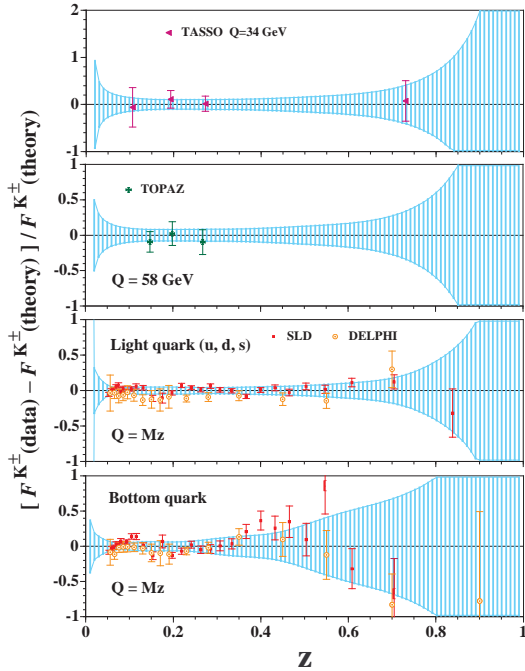 [ F K± (data) − F K± (theory) ] / F K± (theory)
2
1
0
-1
TASSO Q=34 GeV
1
0.5
0
-0.5
-1
TOPAZ
Q = 58 GeV
1
0.5
0
-0.5
-1
Light quark (u, d, s)
SLD
DELPHI
Q = Mz
1
0.5
0
-0.5
-1
Bottom quark
Q = Mz
0 0.2 0.4 0.6 0.8 1
z